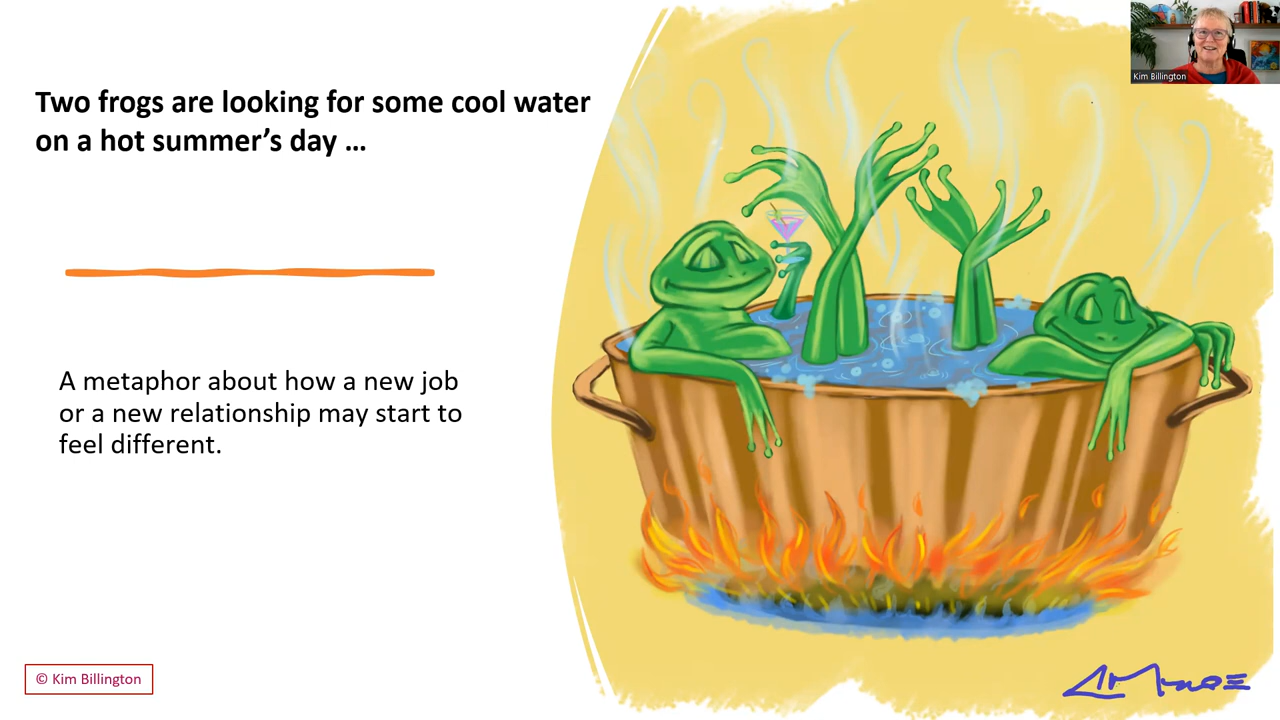 Two frogs are looking for some cool water
on a hot summer’s day …
A metaphor about how a new job
or a new relationship may start to
feel different.
© Kim Billington
Kim Billington